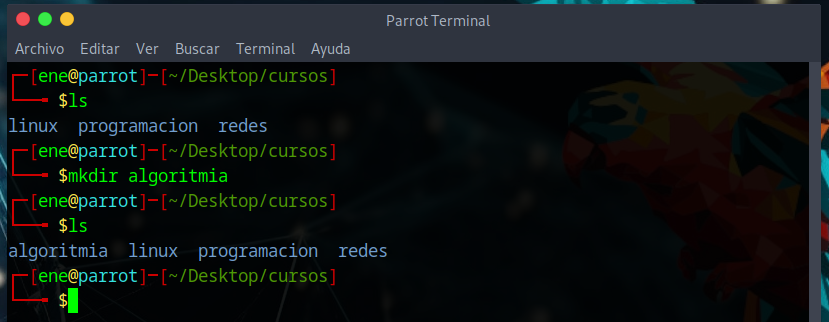 Parrot Terminal
Archivo Editar Ver Buscar Terminal Ayuda
┌─[ene@parrot]─[~/Desktop/cursos]
└──╼ $ls
linux  programacion  redes
┌─[ene@parrot]─[~/Desktop/cursos]
└──╼ $mkdir algoritmia
┌─[ene@parrot]─[~/Desktop/cursos]
└──╼ $ls
algoritmia  linux  programacion  redes
┌─[ene@parrot]─[~/Desktop/cursos]
└──╼ $